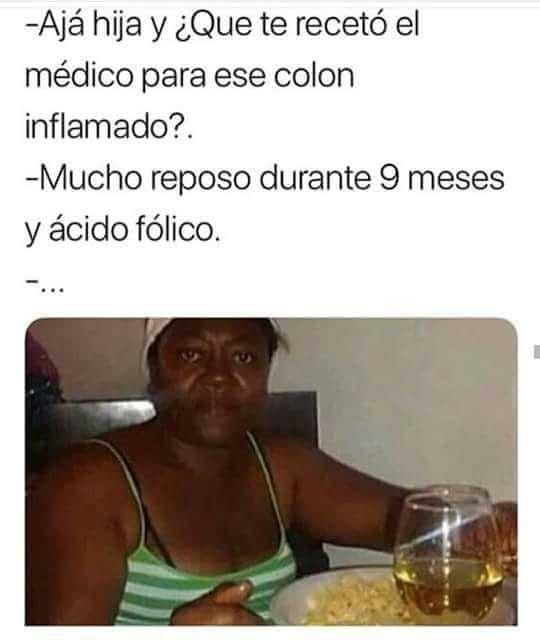 -Ajá hija y ¿Que te recetó el
médico para ese colon
inflamado?.
-Mucho reposo durante 9 meses
y ácido fólico.
-...